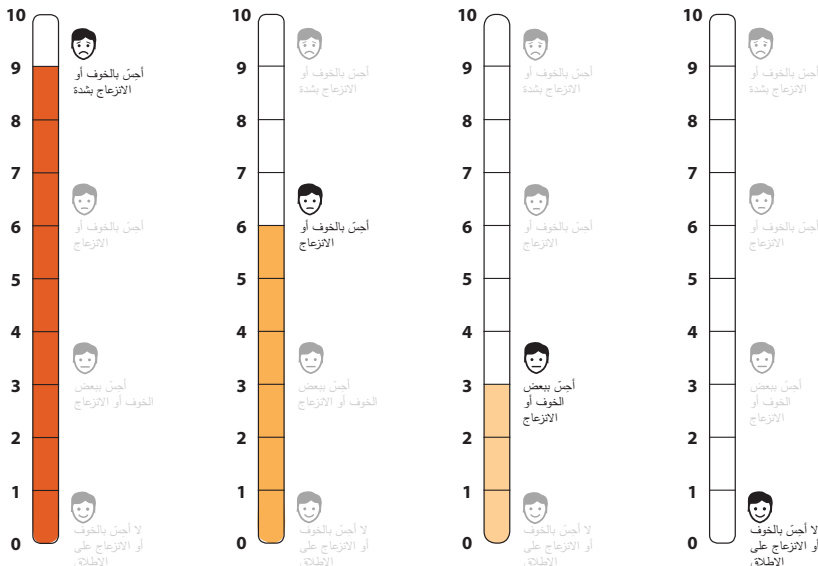 10
9
8
7
6
5
4
3
2
1
0
أحِسّ بالخوف أو
الانزعاج بشدة
أحِسّ بالخوف أو
الانزعاج
أحِسّ ببعض
الخوف أو الانزعاج
لا أحِسّ بالخوف
أو الانزعاج على
الإطلاق
10
9
8
7
6
5
4
3
2
1
0
أحِسّ بالخوف أو
الانزعاج بشدة
أحِسّ بالخوف أو
الانزعاج
أحِسّ ببعض
الخوف أو الانزعاج
لا أحِسّ بالخوف
أو الانزعاج على
الإطلاق
10
9
8
7
6
5
4
3
2
1
0
أحِسّ بالخوف أو
الانزعاج بشدة
أحِسّ بالخوف أو
الانزعاج
أحِسّ ببعض
الخوف أو
الانزعاج
لا أحِسّ بالخوف
أو الانزعاج على
الإطلاق
10
9
8
7
6
5
4
3
2
1
0
أحِسّ بالخوف أو
الانزعاج بشدة
أحِسّ بالخوف أو
الانزعاج
أحِسّ ببعض
الخوف أو
الانزعاج
لا أحِسّ بالخوف
أو الانزعاج على
الإطلاق